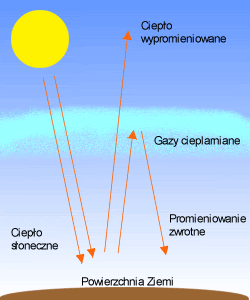 Ciepło
wypromieniowane
Gazy cieplarniane
Promieniowanie
zwrotne
Ciepło
słoneczne
Powierzchnia Ziemi